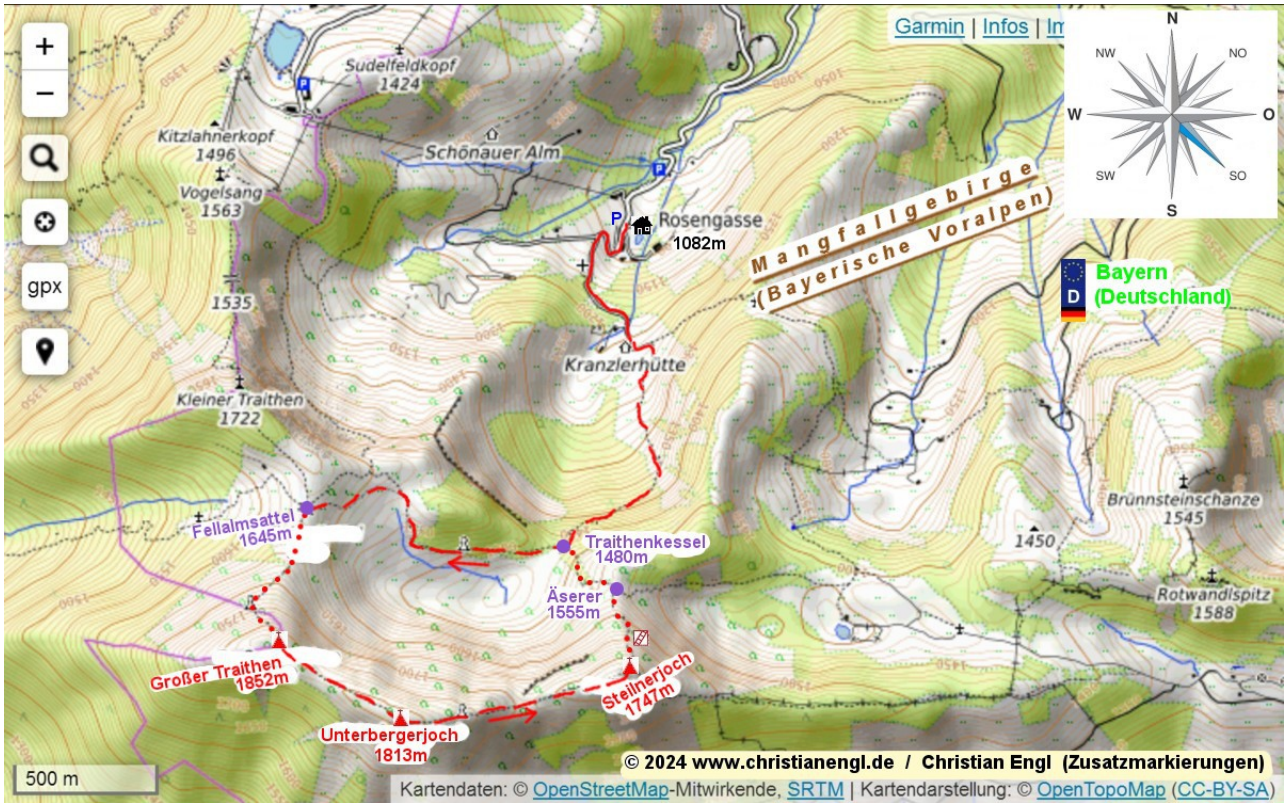 +
−
gpx
Garmin | Infos | Im
N
NW
NO
W
O
SW
SO
S
Sudelfeldkopf
1424
P
Kitzlahnerkopf
1496
Schönauer Alm
Vogelsang
1563
P
P
Rosengasse
1082m
Mangfallgebirge
(Bayerische Voralpen)
D
Bayern
(Deutschland)
1535
Kranzlerhütte
Kleiner Traithen
1722
Fellalmsattel
1645m
Traithenkessel
1480m
Äserer
1555m
Brünnsteinschanze
1545
1450
Rotwandlspitz
1588
Großer Traithen
1852m
Steilnerjoch
1747m
Unterbergerjoch
1813m
500 m
© 2024 www.christianengl.de / Christian Engl (Zusatzmarkierungen)
Kartendaten: © OpenStreetMap-Mitwirkende, SRTM | Kartendarstellung: © OpenTopoMap (CC-BY-SA)